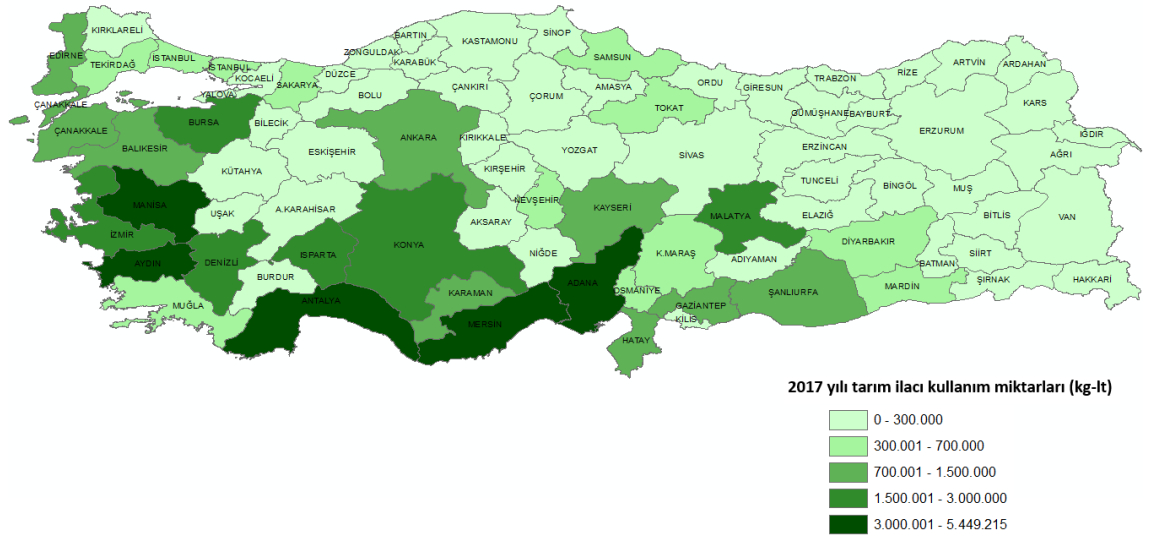 KIRKLARELİ
EDİRNE
TEKİRDAĞ
İSTANBUL
İSTANBUL
KOCAELİ
YALOVA
SAKARYA
DÜZCE
BOLU
ZONGULDAK
BARTIN
KARABÜK
KASTAMONU
SİNOP
ÇANKIRI
ÇORUM
SAMSUN
AMASYA
TOKAT
ORDU
GİRESUN
TRABZON
RİZE
ARTVİN
ARDAHAN
KARS
IĞDIR
AĞRI
GÜMÜŞHANE
BAYBURT
ERZURUM
ERZİNCAN
ÇANAKKALE
ÇANAKKALE
BALIKESİR
BURSA
BİLECİK
KÜTAHYA
ESKİŞEHİR
ANKARA
KIRIKKALE
KIRŞEHİR
YOZGAT
SİVAS
TUNCELİ
BİNGÖL
MUŞ
BİTLİS
VAN
MANİSA
İZMİR
UŞAK
A.KARAHİSAR
AYDIN
DENİZLİ
ISPARTA
BURDUR
KONYA
AKSARAY
NEVŞEHİR
NİĞDE
KAYSERİ
MALATYA
ELAZIĞ
K.MARAŞ
ADIYAMAN
DİYARBAKIR
BATMAN
SİİRT
ŞIRNAK
HAKKARİ
MARDİN
ŞANLIURFA
MUĞLA
ANTALYA
KARAMAN
MERSİN
ADANA
OSMANİYE
GAZİANTEP
KİLİS
HATAY
2017 yılı tarım ilacı kullanım miktarları (kg-lt)
0 - 300.000
300.001 - 700.000
700.001 - 1.500.000
1.500.001 - 3.000.000
3.000.001 - 5.449.215